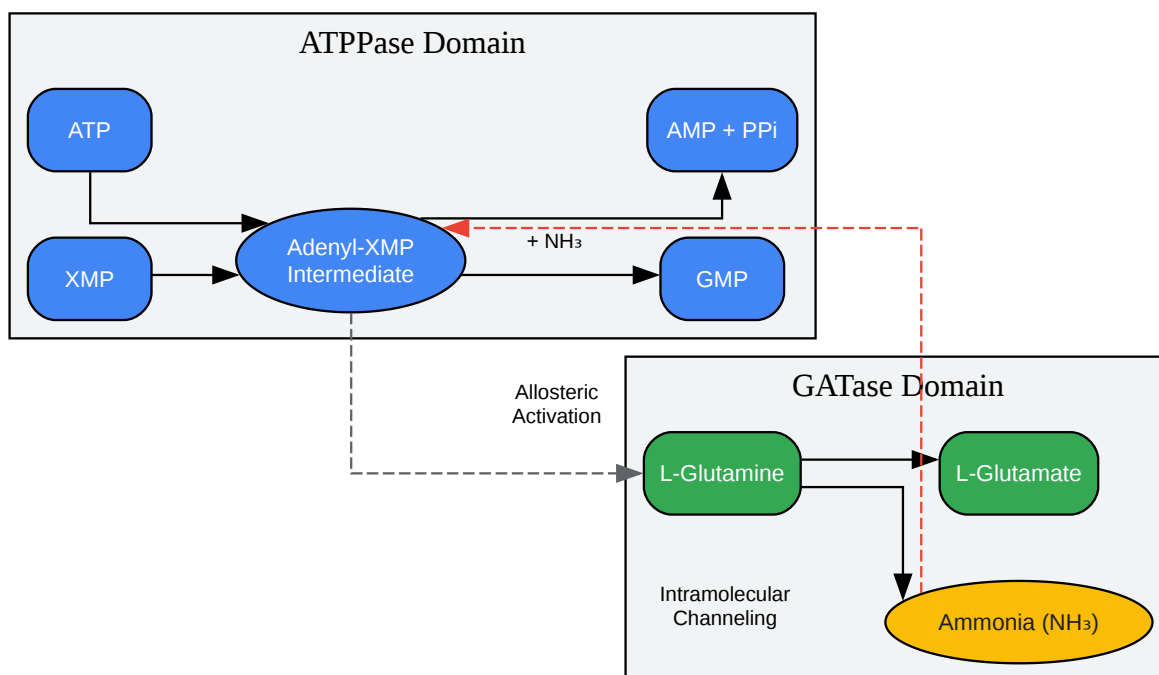 ATPPase Domain
ATP
AMP + PPi
Adenyl-XMP
Intermediate
+ NH₃
XMP
GMP
GATase Domain
Allosteric
Activation
L-Glutamine
L-Glutamate
Intramolecular
Channeling
Ammonia (NH₃)